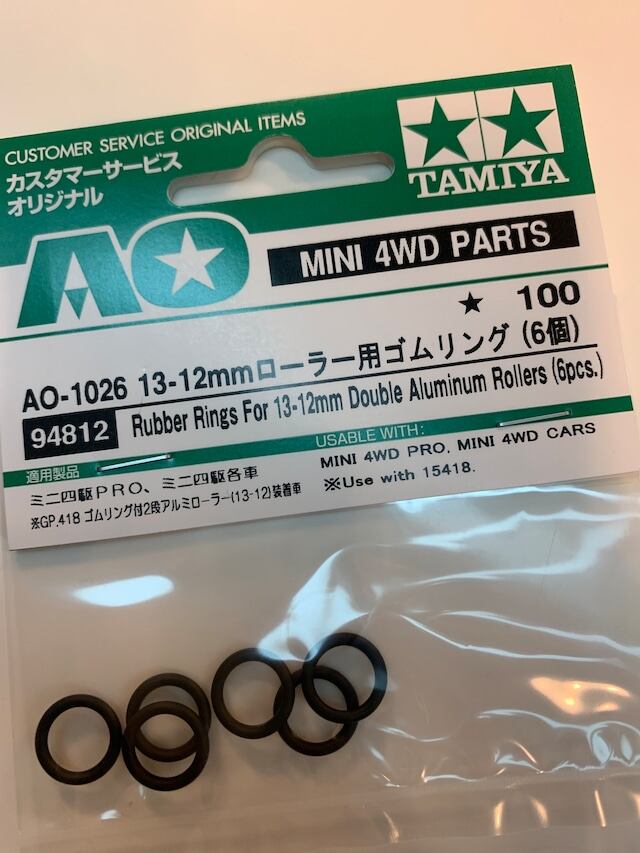 CUSTOMER SERVICE ORIGINAL ITEMS
カスタマーサービス
オリジナル
TAMIYA
AO
MINI 4WD PARTS
★ 100
AO-1026 13-12mmローラー用ゴムリング (6個)
94812 Rubber Rings For 13-12mm Double Aluminum Rollers (6pcs.)
適用製品
ミニ四駆PRO、ミニ四駆各車
※GP.418 ゴムリング付2段アルミローラー(13-12)装着車
USABLE WITH:
MINI 4WD PRO, MINI 4WD CARS
※Use with 15418.